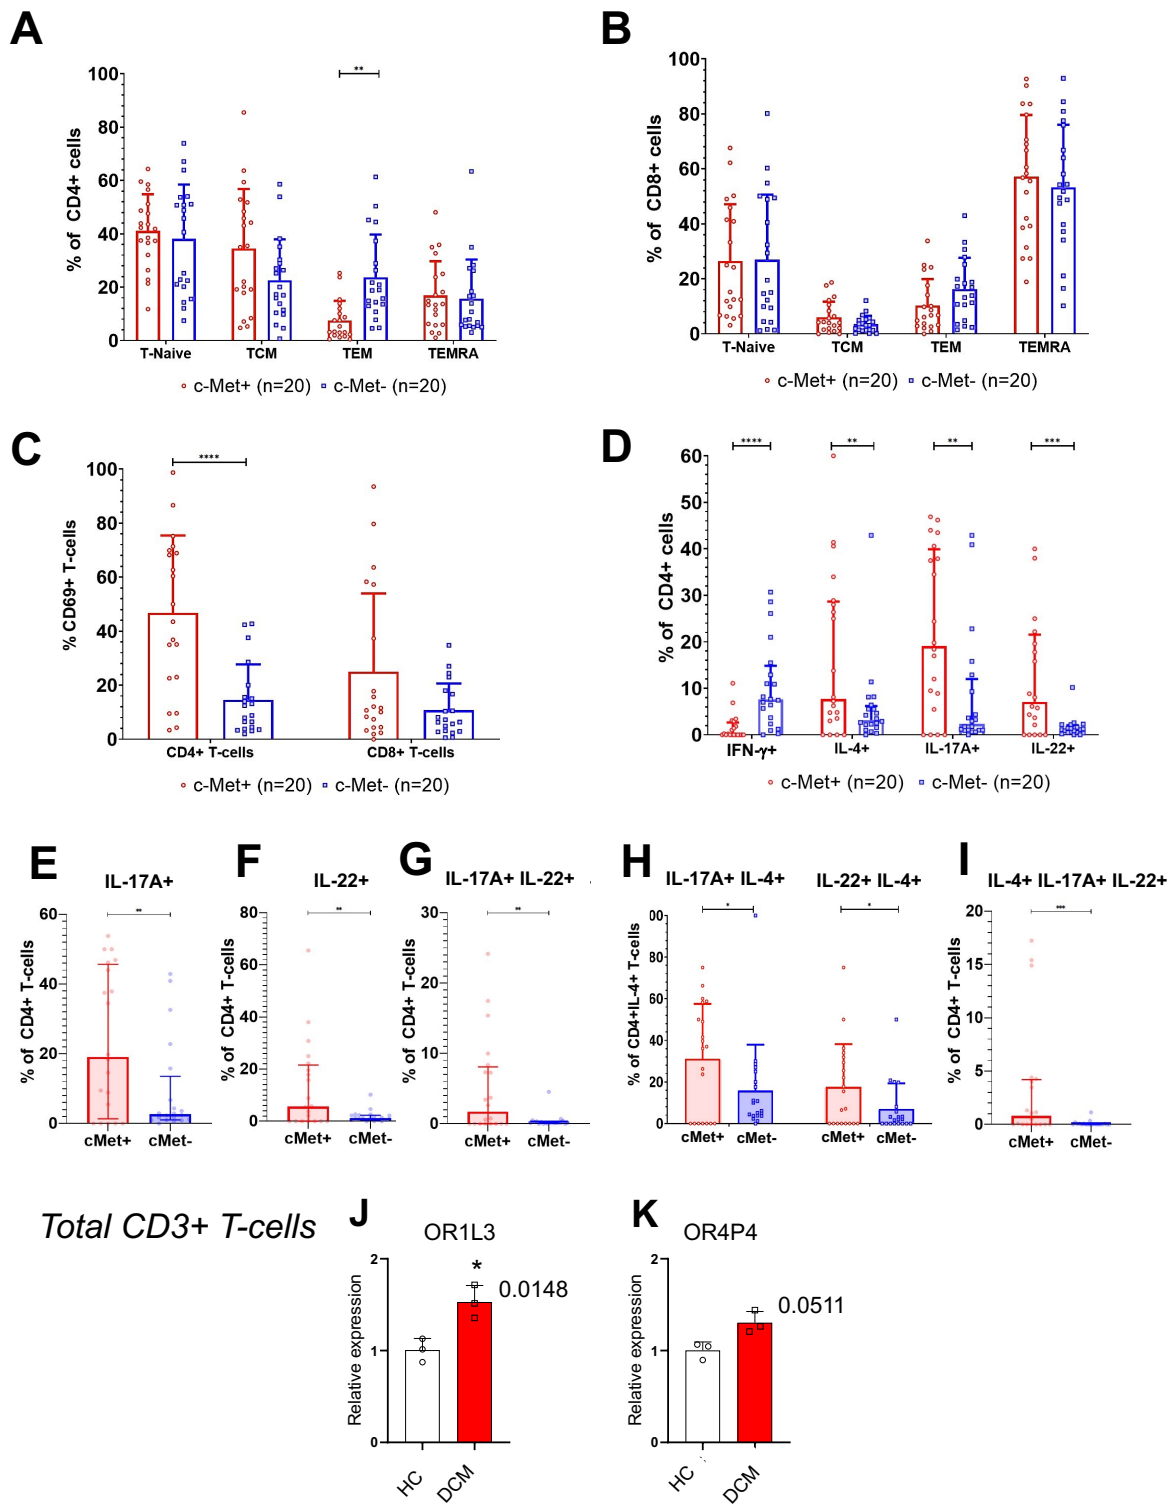 A
B
% of CD4+ cells
100
80
60
40
20
0
**
T-Naive TCM TEM TEMRA
c-Met+ (n=20) c-Met- (n=20)
% of CD8+ cells
100
80
60
40
20
0
T-Naive TCM TEM TEMRA
c-Met+ (n=20) c-Met- (n=20)
C
D
% CD69+ T-cells
100
80
60
40
20
0
****
CD4+ T-cells CD8+ T-cells
c-Met+ (n=20) c-Met- (n=20)
% of CD4+ cells
60
50
40
30
20
10
0
**** ** ** ***
IFN-γ+ IL-4+ IL-17A+ IL-22+
c-Met+ (n=20) c-Met- (n=20)
E
IL-17A+
% of CD4+ T-cells
60
40
20
0
**
cMet+ cMet-
F
IL-22+
% of CD4+ T-cells
80
60
40
20
0
**
cMet+ cMet-
G
IL-17A+ IL-22+
% of CD4+ T-cells
30
20
10
0
**
cMet+ cMet-
H
IL-17A+ IL-4+ IL-22+ IL-4+
% of CD4+IL-4+ T-cells
00
80
60
40
20
0
* *
cMet+ cMet- cMet+ cMet-
I
IL-4+ IL-17A+ IL-22+
% of CD4+ T-cells
20
15
10
5
0
***
cMet+ cMet-
Total CD3+ T-cells
J
OR1L3
Relative expression
2
1
0
*
0.0148
HC DCM
K
OR4P4
Relative expression
2
1
0
0.0511
HC DCM